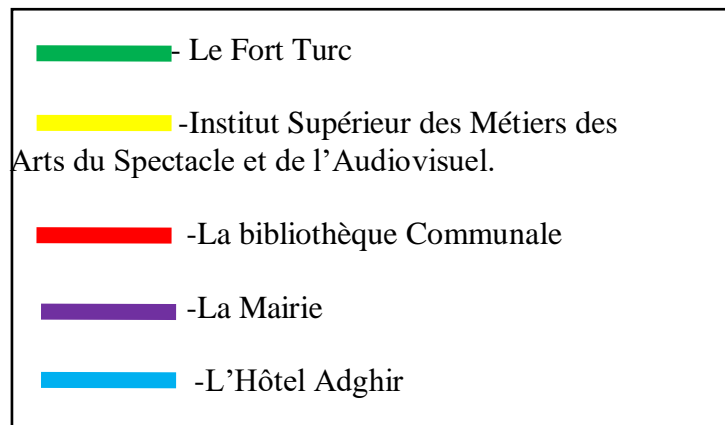 - Le Fort Turc
-Institut Supérieur des Métiers des
Arts du Spectacle et de l’Audiovisuel.
-La bibliothèque Communale
-La Mairie
-L’Hôtel Adghir